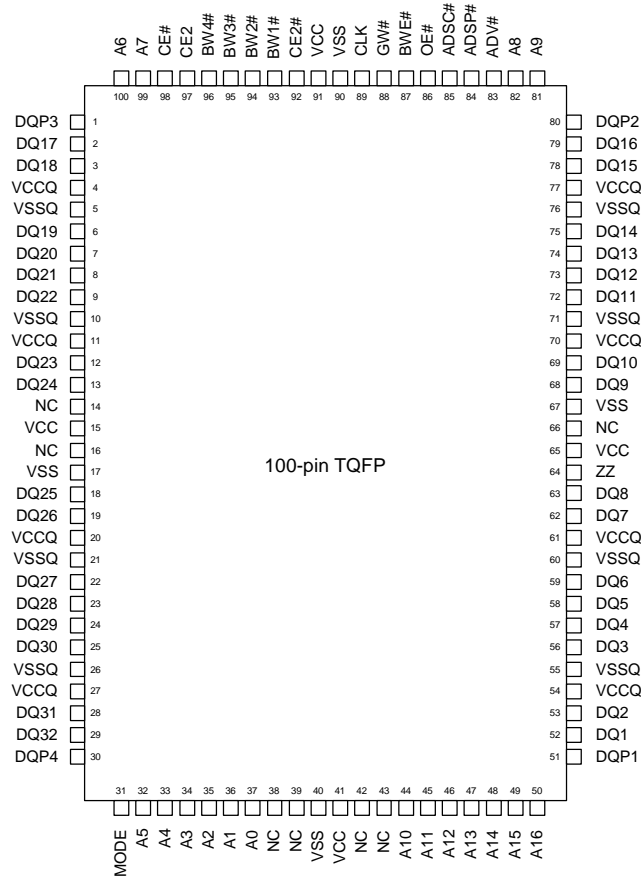 A6 A7 CE# CE2 BW4# BW3# BW2# BW1# CE2# VCC VSS CLK GW# BWE# OE# ADSC# ADSP# ADV# A8 A9
100 99 98 97 96 95 94 93 92 91 90 89 88 87 86 85 84 83 82 81
DQP3 1 80 DQP2
DQ17 2 79 DQ16
DQ18 3 78 DQ15
VCCQ 4 77 VCCQ
VSSQ 5 76 VSSQ
DQ19 6 75 DQ14
DQ20 7 74 DQ13
DQ21 8 73 DQ12
DQ22 9 72 DQ11
VSSQ 10 71 VSSQ
VCCQ 11 70 VCCQ
DQ23 12 69 DQ10
DQ24 13 68 DQ9
NC 14 67 VSS
VCC 15 66 NC
NC 16 65 VCC
100-pin TQFP
VSS 17 64 ZZ
DQ25 18 63 DQ8
DQ26 19 62 DQ7
VCCQ 20 61 VCCQ
VSSQ 21 60 VSSQ
DQ27 22 59 DQ6
DQ28 23 58 DQ5
DQ29 24 57 DQ4
DQ30 25 56 DQ3
VSSQ 26 55 VSSQ
VCCQ 27 54 VCCQ
DQ31 28 53 DQ2
DQ32 29 52 DQ1
DQP4 30 51 DQP1
31 32 33 34 35 36 37 38 39 40 41 42 43 44 45 46 47 48 49 50
MODE A5 A4 A3 A2 A1 A0 NC NC VSS VCC NC NC A10 A11 A12 A13 A14 A15 A16